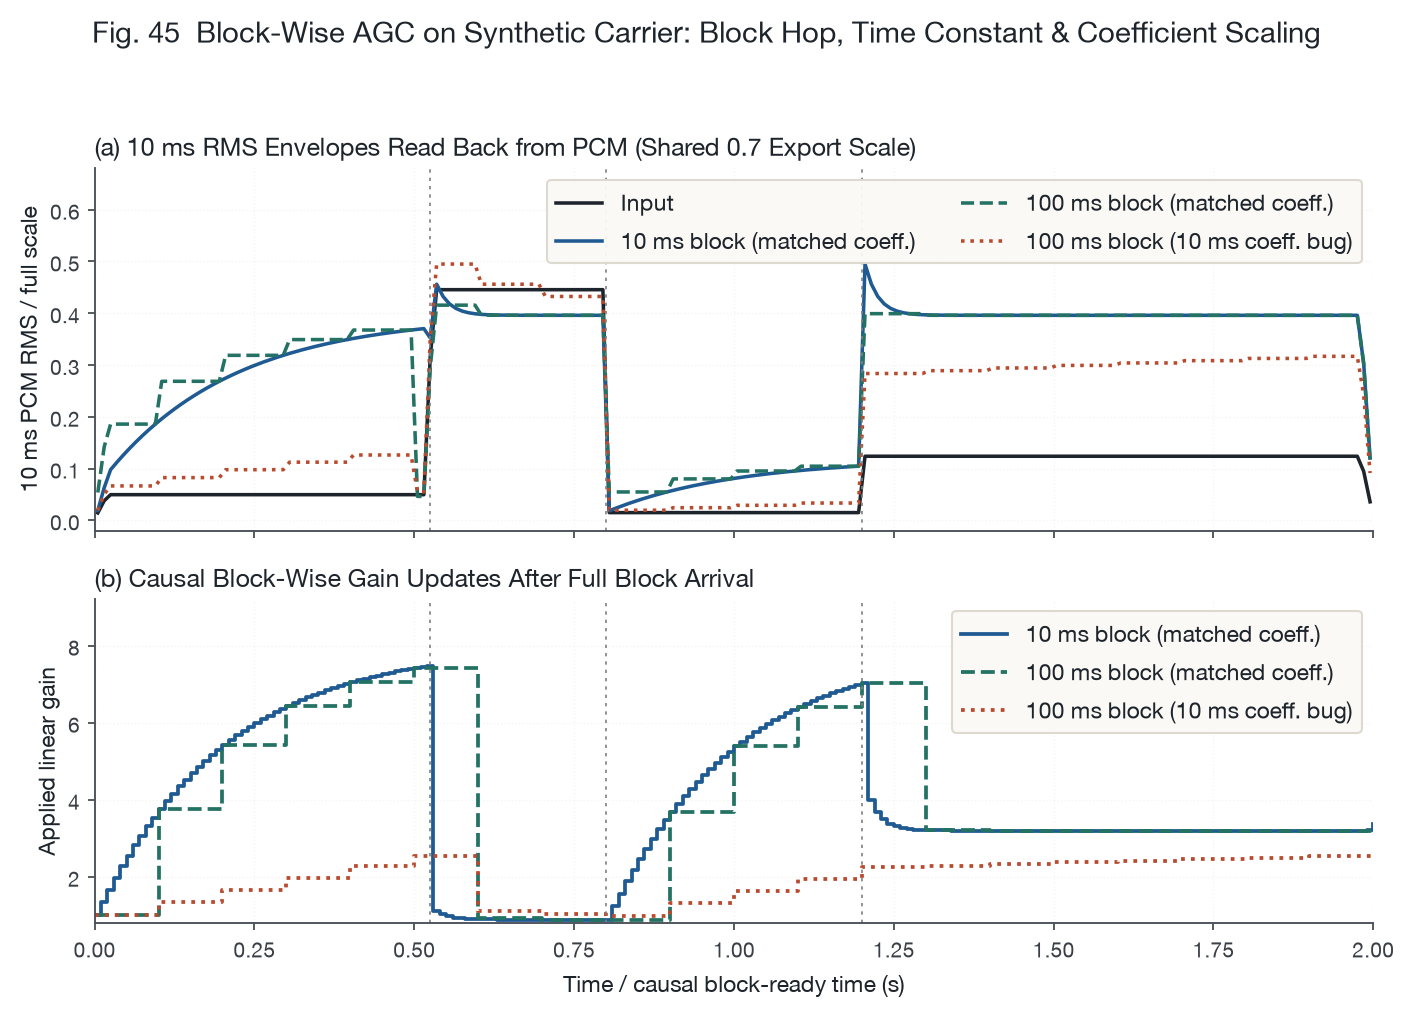 Fig. 45  Block-Wise AGC on Synthetic Carrier: Block Hop, Time Constant & Coefficient Scaling
(a) 10 ms RMS Envelopes Read Back from PCM (Shared 0.7 Export Scale)
10 ms PCM RMS / full scale
0.6
0.5
0.4
0.3
0.2
0.1
0.0
Input
10 ms block (matched coeff.)
100 ms block (matched coeff.)
100 ms block (10 ms coeff. bug)
(b) Causal Block-Wise Gain Updates After Full Block Arrival
Applied linear gain
8
6
4
2
10 ms block (matched coeff.)
100 ms block (matched coeff.)
100 ms block (10 ms coeff. bug)
0.00
0.25
0.50
0.75
1.00
1.25
1.50
1.75
2.00
Time / causal block-ready time (s)